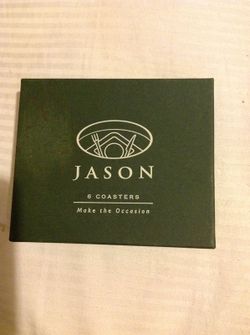 JASON
6 COASTERS
Make the Occasion